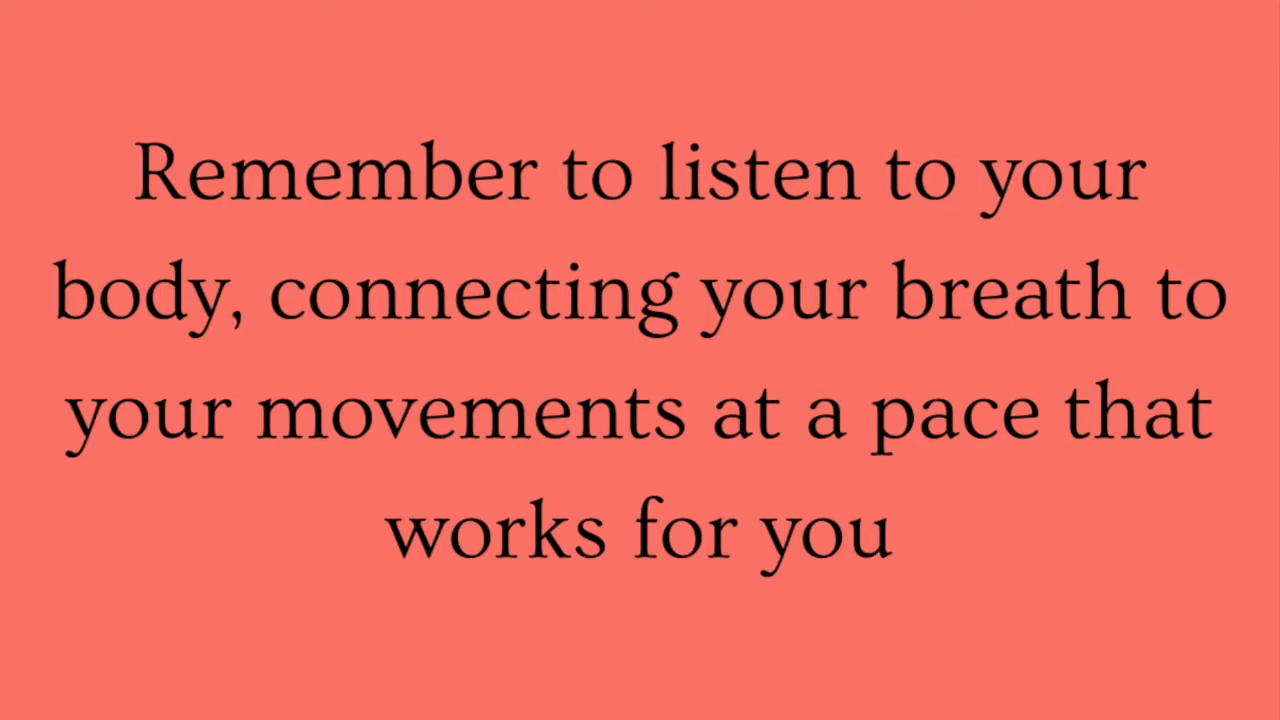 Remember to listen to your
body, connecting your breath to
your movements at a pace that
works for you